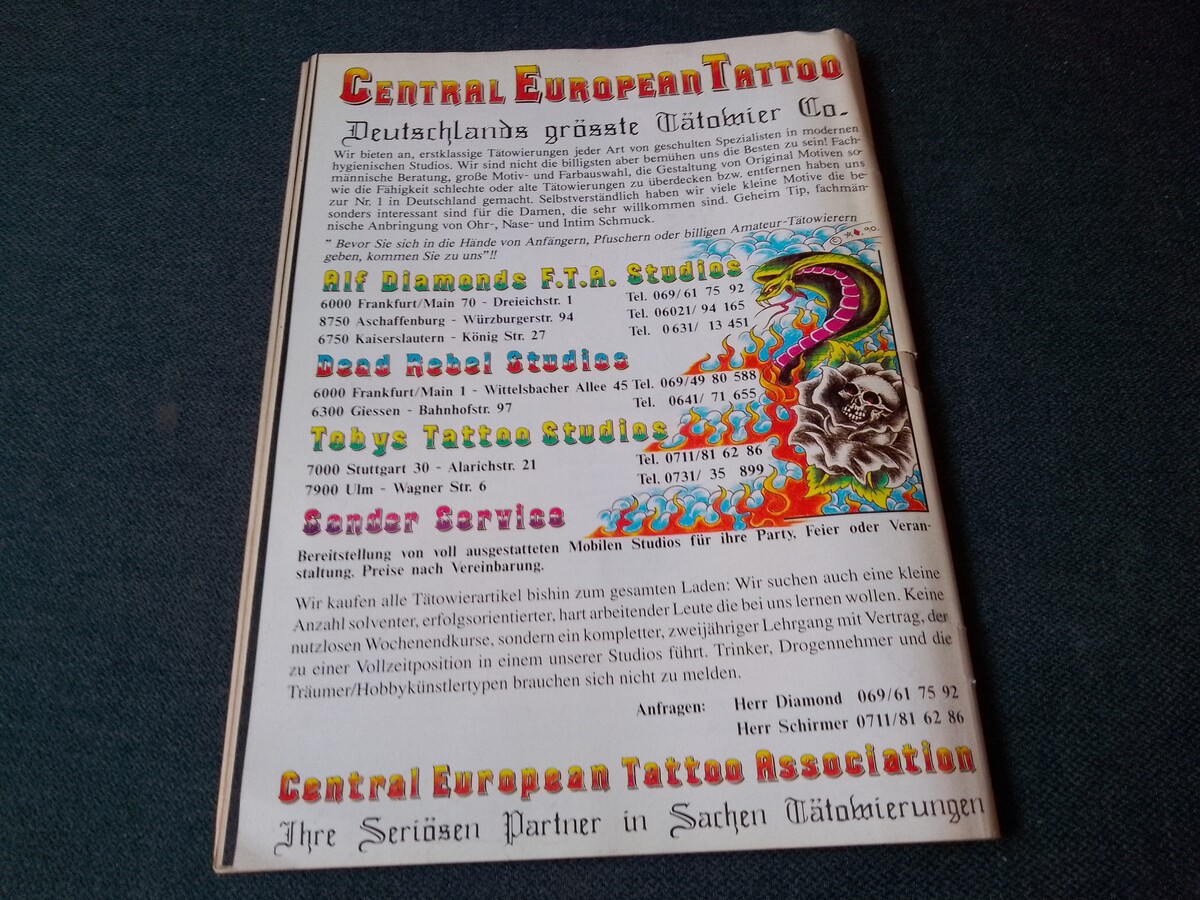 CENTRAL EUROPEAN TATTOO
Deutschlands grösste Tätowier Co.
Wir bieten an, erstklassige Tätowierungen jeder Art von geschulten Spezialisten in modernen
hygienischen Studios. Wir sind nicht die billigsten aber bemühen uns die Besten zu sein! Fach-
männische Beratung, große Motiv- und Farbauswahl, die Gestaltung von Original Motiven so-
wie die Fähigkeit schlechte oder alte Tätowierungen zu überdecken bzw. entfernen haben uns
zur Nr. 1 in Deutschland gemacht. Selbstverständlich haben wir viele kleine Motive die be-
sonders interessant sind für die Damen, die sehr willkommen sind. Geheim Tip, fachmän-
nische Anbringung von Ohr-, Nase- und Intim Schmuck.
" Bevor Sie sich in die Hände von Anfängern, Pfuschern oder billigen Amateur-Tätowierern
geben, kommen Sie zu uns"!!
Alf Diamonds F.T.A. Studios
6000 Frankfurt/Main 70 - Dreieichstr. 1 Tel. 069/61 75 92
8750 Aschaffenburg - Würzburgerstr. 94 Tel. 06021/ 94 165
6750 Kaiserslautern - König Str. 27 Tel. 0631/ 13 451
Dead Rebel Studios
6000 Frankfurt/Main 1 - Wittelsbacher Allee 45 Tel. 069/49 80 588
6300 Giessen - Bahnhofstr. 97 Tel. 0641/ 71 655
Tobys Tattoo Studios
7000 Stuttgart 30 - Alarichstr. 21 Tel. 0711/81 62 86
7900 Ulm - Wagner Str. 6 Tel. 0731/ 35 899
Sonder Service
Bereitstellung von voll ausgestatteten Mobilen Studios für ihre Party, Feier oder Veran-
staltung. Preise nach Vereinbarung.
Wir kaufen alle Tätowierartikel bishin zum gesamten Laden: Wir suchen auch eine kleine
Anzahl solventer, erfolgsorientierter, hart arbeitender Leute die bei uns lernen wollen. Keine
nutzlosen Wochenendkurse, sondern ein kompletter, zweijähriger Lehrgang mit Vertrag, der
zu einer Vollzeitposition in einem unserer Studios führt. Trinker, Drogennehmer und die
Träumer/Hobbykünstlertypen brauchen sich nicht zu melden.
Anfragen: Herr Diamond 069/61 75 92
Herr Schirmer 0711/81 62 86
Central European Tattoo Association
Ihre Seriösen Partner in Sachen Tätowierungen